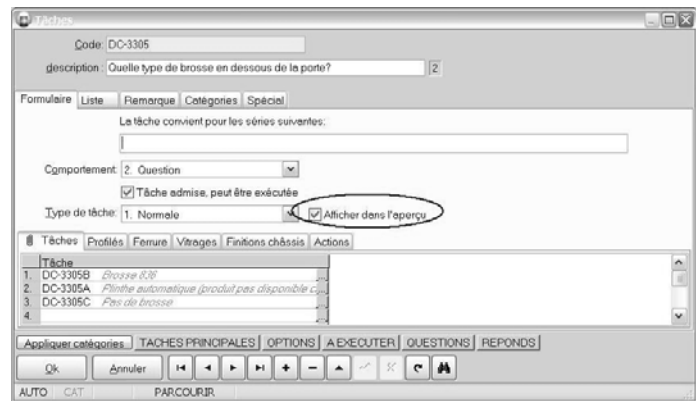 Tâches
Code: DC-3305
description : Quelle type de brosse en dessous de la porte? 2
Formulaire Liste Remarque Catégories Spécial
La tâche convient pour les séries suivantes:
Comportement: 2. Question
Tâche admise, peut être exécutée
Type de tâche: 1. Normale Afficher dans l'aperçu
Tâches Profilés Ferrure Vitrages Finitions châssis Actions
Tâche
1. DC-3305B Brosse 836
2. DC-3305A Plinthe automatique (produit pas disponible c...
3. DC-3305C Pas de brosse
4.
Appliquer catégories TACHES PRINCIPALES OPTIONS A EXECUTER QUESTIONS REPONDS
Ok Annuler
AUTO CAT PARCOURIR